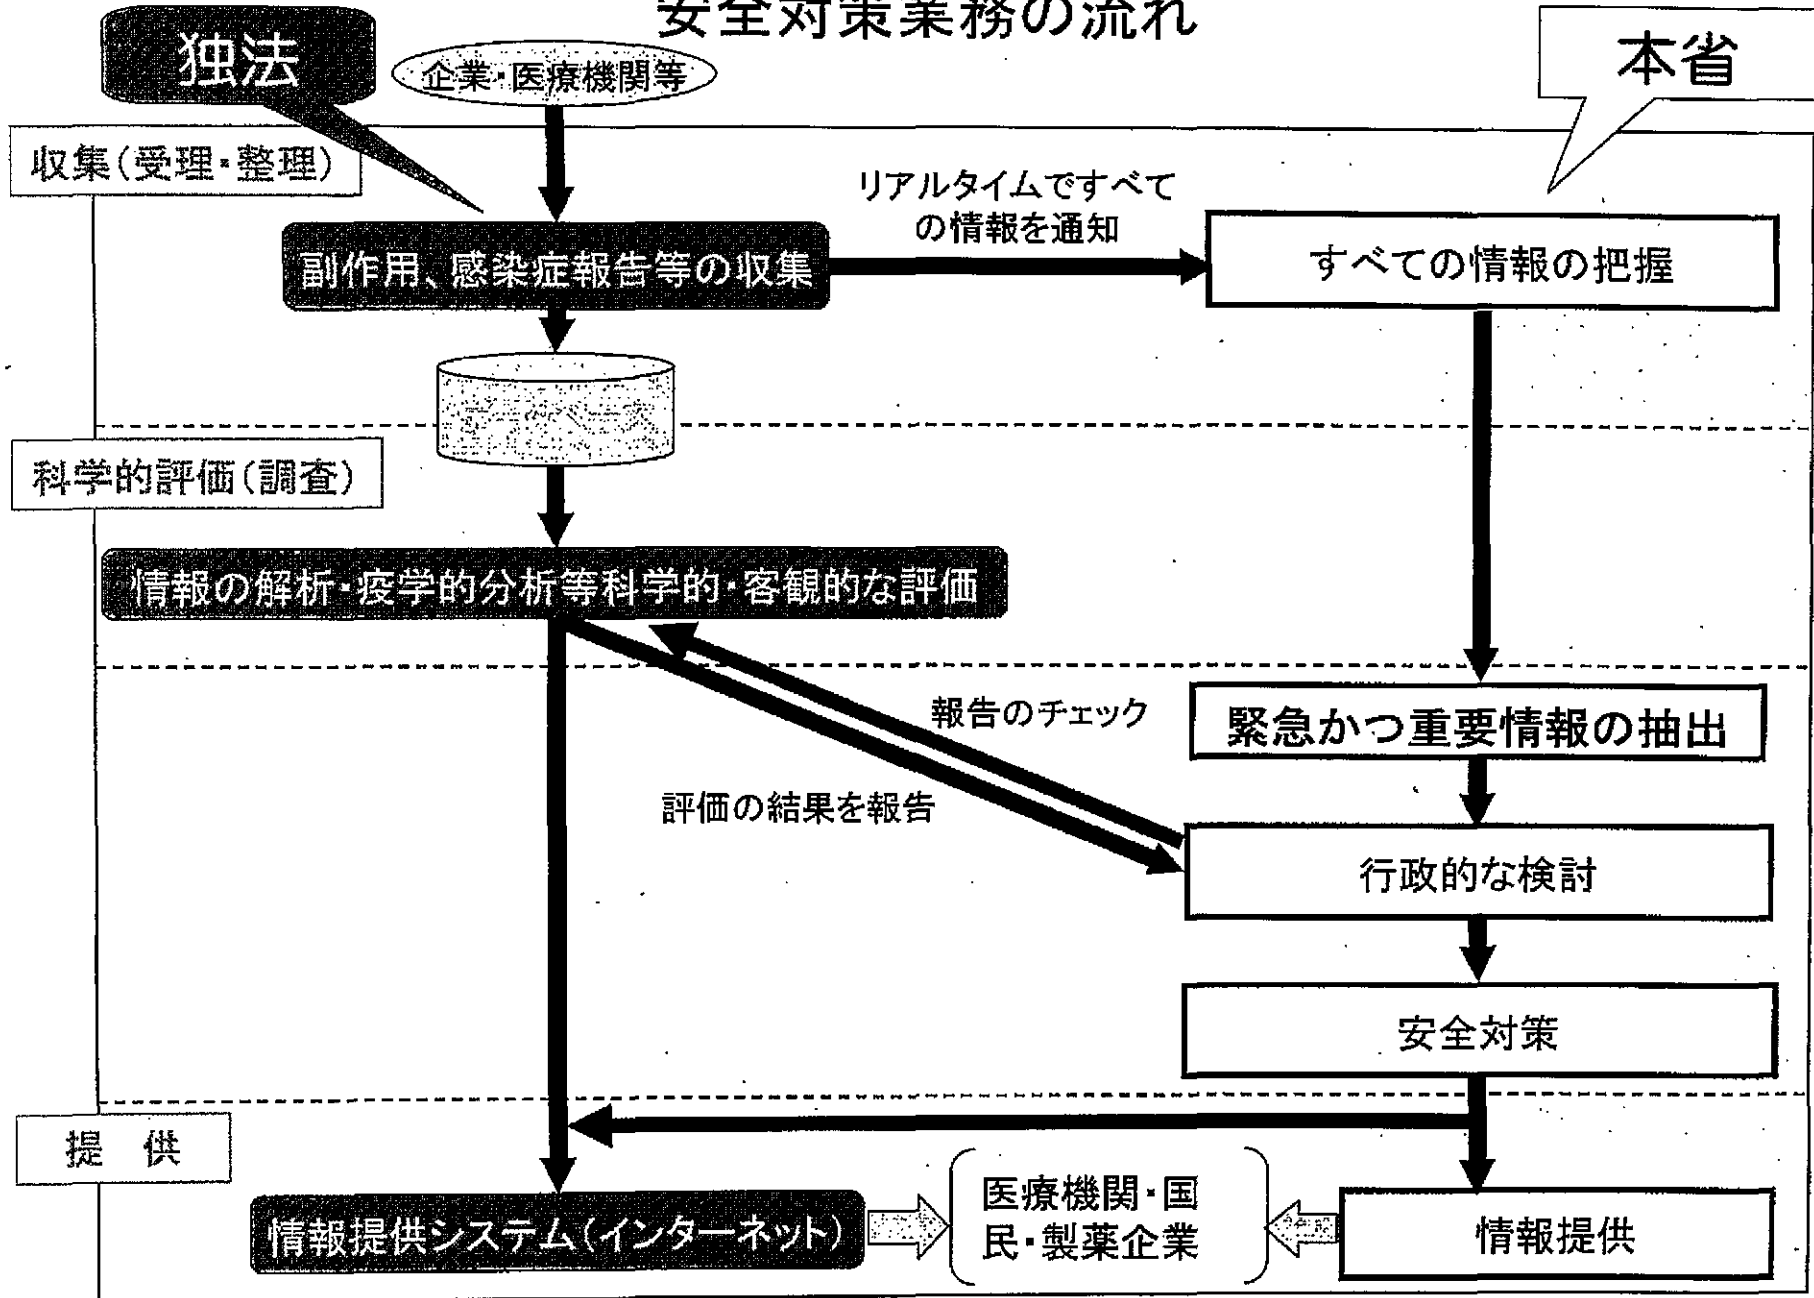 安全対策業務の流れ
独法
企業・医療機関等
本省
収集(受理・整理)
リアルタイムですべて
の情報を通知
副作用、感染症報告等の収集
すべての情報の把握
データベース
科学的評価(調査)
情報の解析・疫学的分析等科学的・客観的な評価
報告のチェック
緊急かつ重要情報の抽出
評価の結果を報告
行政的な検討
安全対策
提 供
情報提供システム(インターネット)
医療機関・国
民・製薬企業
情報提供